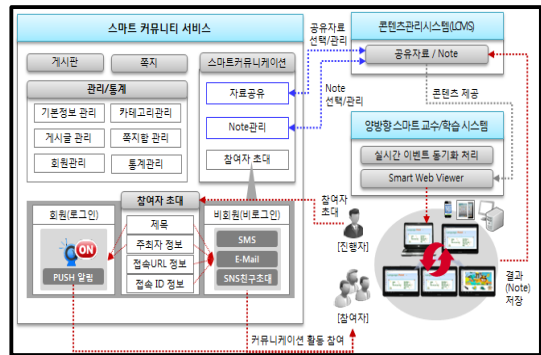 스마트 커뮤니티 서비스
게시판
쪽지
관리/통계
기본정보 관리
카테고리관리
게시글 관리
쪽지함 관리
회원관리
통계관리
스마트커뮤니케이션
자료공유
Note관리
참여자 초대
공유자료
선택/관리
Note
선택/관리
콘텐츠관리시스템(LCMS)
공유자료 / Note
콘텐츠 제공
양방향 스마트 교수/학습 시스템
실시간 이벤트 동기화 처리
Smart Web Viewer
참여자 초대
회원(로그인)
ON
PUSH 알림
제목
주최자 정보
접속URL 정보
접속 ID 정보
비회원(비로그인)
SMS
E-Mail
SNS친구초대
참여자
초대
[진행자]
[참여자]
결과
(Note)
저장
커뮤니케이션 활동 참여